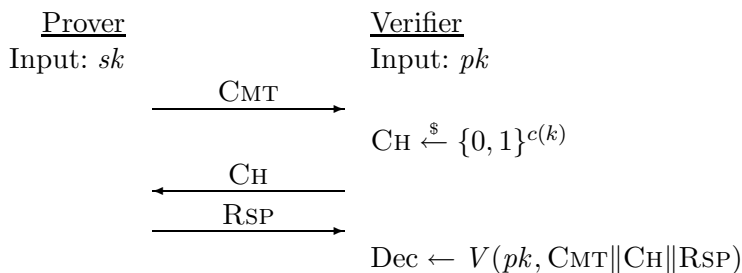 Prover Verifier
Input: sk Input: pk
CMT
CH $← {0, 1}^{c(k)}
CH
RSP
Dec ← V(pk, CMT‖CH‖RSP)